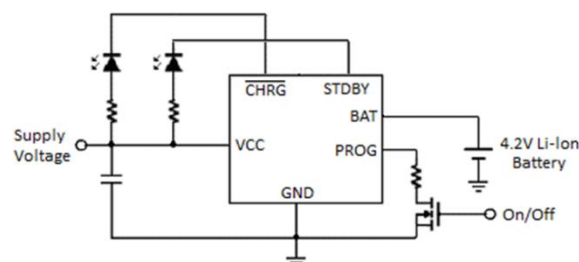 CHRG STDBY
BAT
Supply
Voltage
VCC
PROG
4.2V Li-Ion
Battery
GND
On/Off